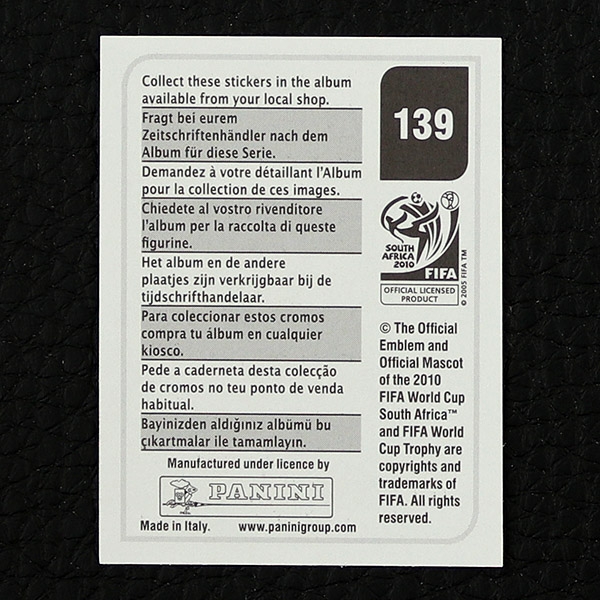 Collect these stickers in the album
available from your local shop.
Fragt bei eurem
Zeitschriftenhändler nach dem
Album für diese Serie.
Demandez à votre détaillant l'Album
pour la collection de ces images.
Chiedete al vostro rivenditore
l'album per la raccolta di queste
figurine.
Het album en de andere
plaatjes zijn verkrijgbaar bij de
tijdschrifthandelaar.
Para coleccionar estos cromos
compra tu álbum en cualquier
kiosco.
Pede a caderneta desta colecção
de cromos no teu ponto de venda
habitual.
Bayinizden aldığınız albümü bu
çıkartmalar ile tamamlayın.
Manufactured under licence by
PANINI
Made in Italy. www.paninigroup.com
139
SOUTH
AFRICA
2010
FIFA
OFFICIAL LICENSED
PRODUCT
© 2005 FIFA TM
© The Official
Emblem and
Official Mascot
of the 2010
FIFA World Cup
South Africa™
and FIFA World
Cup Trophy are
copyrights and
trademarks of
FIFA. All rights
reserved.